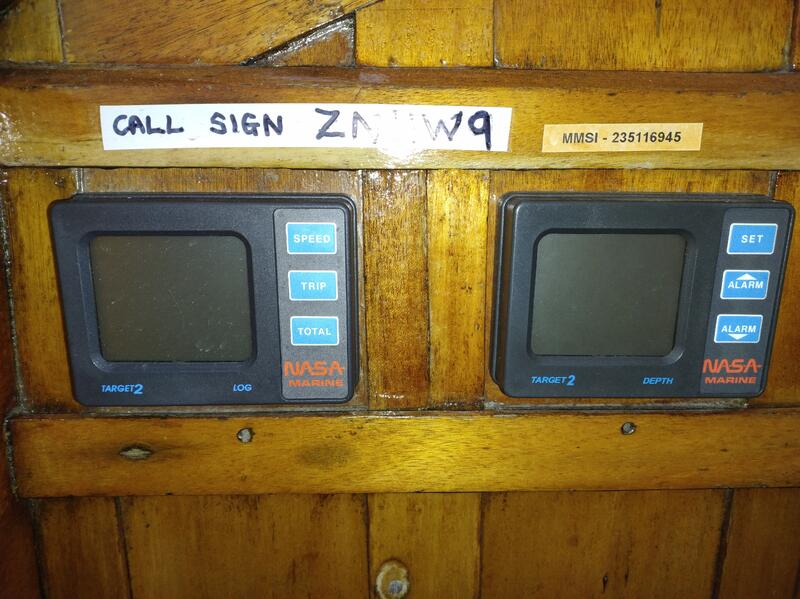 CALL SIGN
MMSI - 235116945
SPEED
TRIP
TOTAL
NASA
MARINE
TARGET2
LOG
SET
ALARM
ALARM
NASA
MARINE
TARGET2
DEPTH